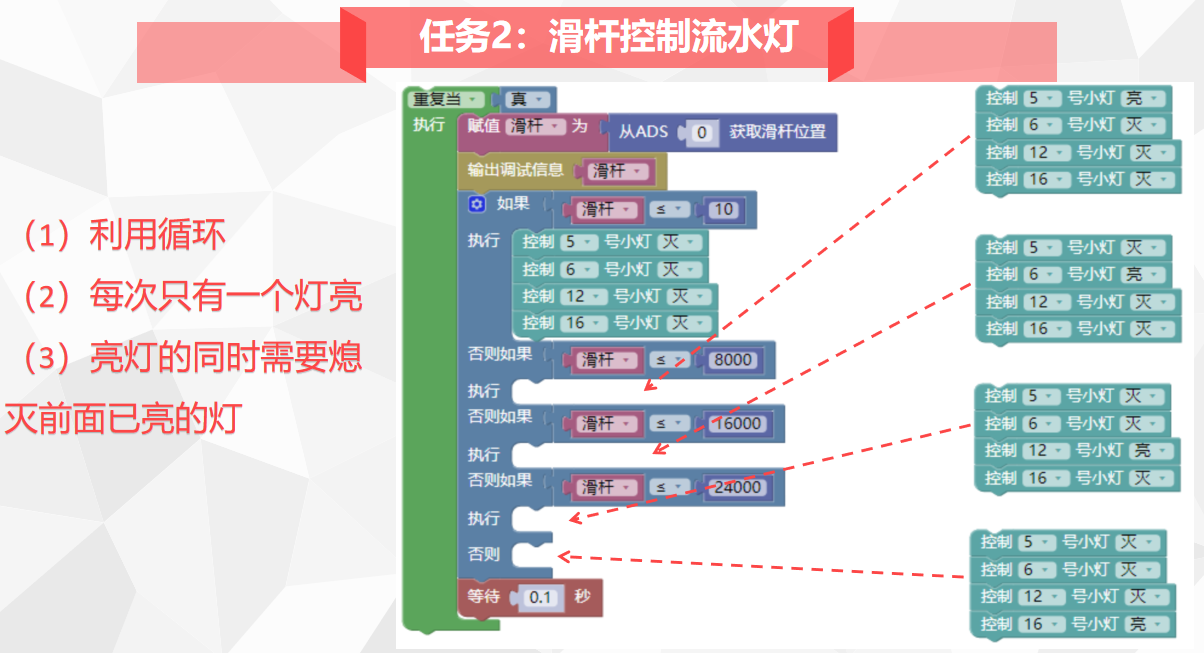 任务2：滑杆控制流水灯
（1）利用循环
（2）每次只有一个灯亮
（3）亮灯的同时需要熄
灭前面已亮的灯
重复当 真
执行 赋值 滑杆 为 从ADS 0 获取滑杆位置
输出调试信息 滑杆
如果 滑杆 ≤ 10
执行 控制 5 号小灯 灭
控制 6 号小灯 灭
控制 12 号小灯 灭
控制 16 号小灯 灭
否则如果 滑杆 ≤ 8000
执行
否则如果 滑杆 ≤ 16000
执行
否则如果 滑杆 ≤ 24000
执行
否则
等待 0.1 秒
控制 5 号小灯 亮
控制 6 号小灯 灭
控制 12 号小灯 灭
控制 16 号小灯 灭
控制 5 号小灯 灭
控制 6 号小灯 亮
控制 12 号小灯 灭
控制 16 号小灯 灭
控制 5 号小灯 灭
控制 6 号小灯 灭
控制 12 号小灯 亮
控制 16 号小灯 灭
控制 5 号小灯 灭
控制 6 号小灯 灭
控制 12 号小灯 灭
控制 16 号小灯 亮